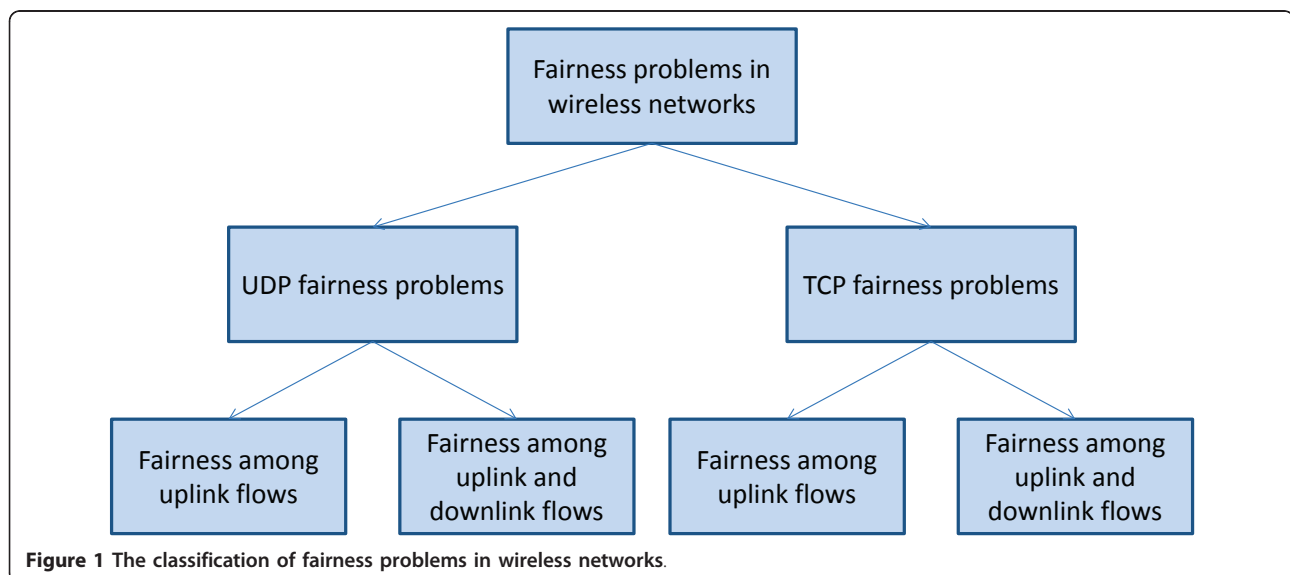 Fairness problems in
wireless networks
UDP fairness problems
TCP fairness problems
Fairness among
uplink flows
Fairness among
uplink and
downlink flows
Fairness among
uplink flows
Fairness among
uplink and
downlink flows
Figure 1 The classification of fairness problems in wireless networks.